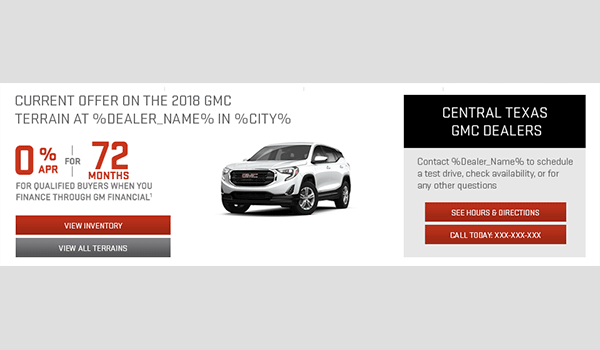 CURRENT OFFER ON THE 2018 GMC
TERRAIN AT %DEALER_NAME% IN %CITY%
0% APR FOR 72 MONTHS
FOR QUALIFIED BUYERS WHEN YOU
FINANCE THROUGH GM FINANCIAL¹
VIEW INVENTORY
VIEW ALL TERRAINS
GMC
CENTRAL TEXAS
GMC DEALERS
Contact %Dealer_Name% to schedule
a test drive, check availability, or for
any other questions
SEE HOURS & DIRECTIONS
CALL TODAY: XXX-XXX-XXX